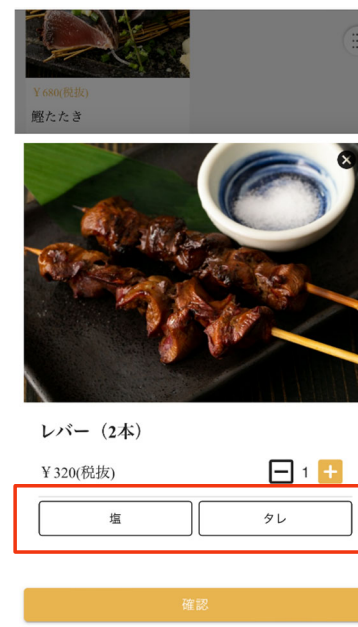 ¥680(税抜)
鰹たたき
レバー（2本）
¥320(税抜)
1
塩
タレ
確認